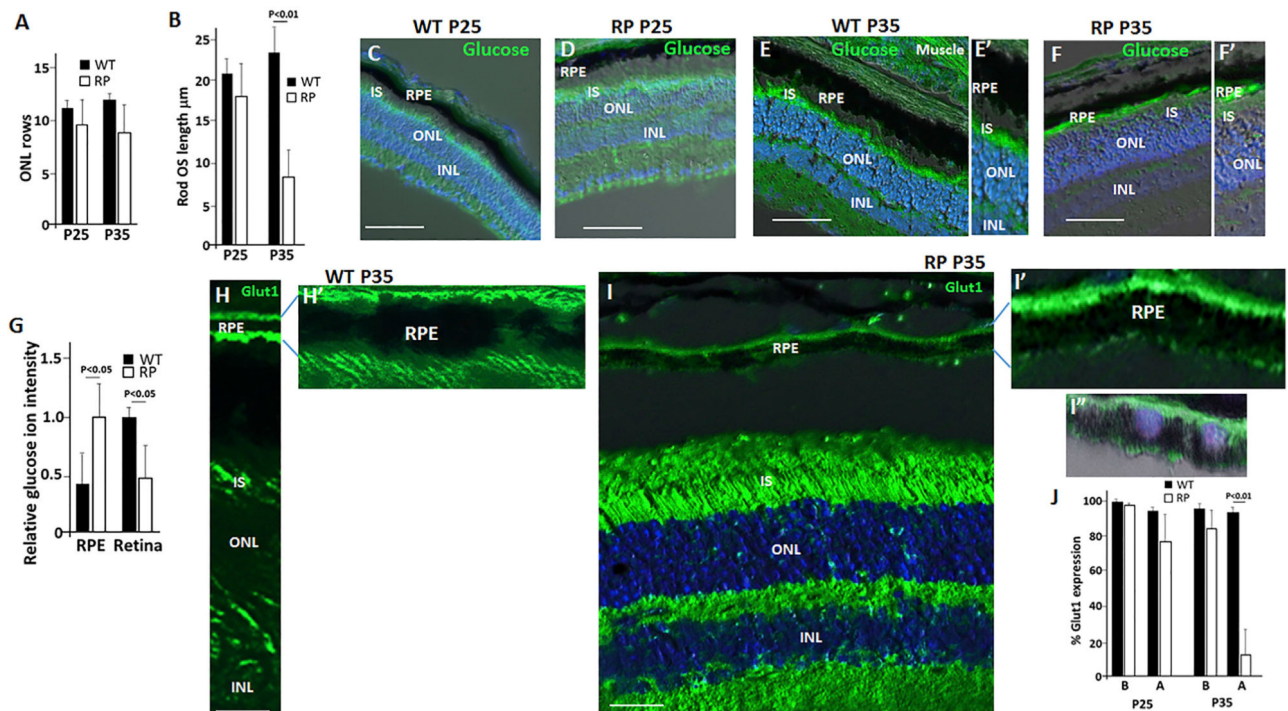 A
ONL rows
15
10
5
0
WT
RP
P25
P35
B
Rod OS length µm
25
20
15
10
5
0
P<0.01
WT
RP
P25
P35
WT P25
C
Glucose
RPE
IS
ONL
INL
RP P25
D
Glucose
RPE
IS
ONL
INL
WT P35
E
Glucose
Muscle
RPE
IS
ONL
INL
E'
RPE
IS
ONL
INL
RP P35
F
Glucose
RPE
IS
ONL
INL
F'
RPE
IS
ONL
INL
G
Relative glucose ion intensity
1.5
1.0
0.5
0
WT
RP
P<0.05
P<0.05
RPE
Retina
WT P35
H
Glut1
RPE
IS
ONL
INL
H'
RPE
RP P35
I
Glut1
RPE
IS
ONL
INL
I'
RPE
I"
J
% Glut1 expression
100
80
60
40
20
0
WT
RP
P<0.01
B
A
B
A
P25
P35